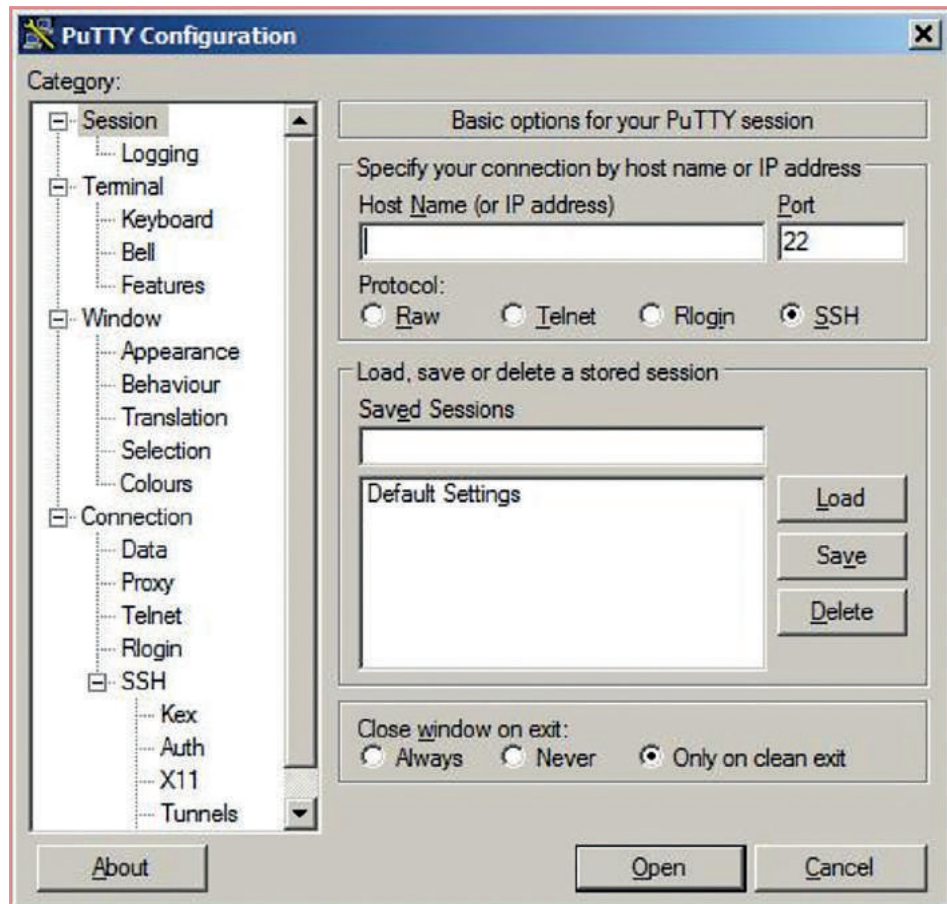 PuTTY Configuration
Category:
Session
Logging
Terminal
Keyboard
Bell
Features
Window
Appearance
Behaviour
Translation
Selection
Colours
Connection
Data
Proxy
Telnet
Rlogin
SSH
Kex
Auth
X11
Tunnels
Basic options for your PuTTY session
Specify your connection by host name or IP address
Host Name (or IP address) Port
22
Protocol:
Raw Telnet Rlogin SSH
Load, save or delete a stored session
Saved Sessions
Default Settings
Load
Save
Delete
Close window on exit:
Always Never Only on clean exit
About Open Cancel